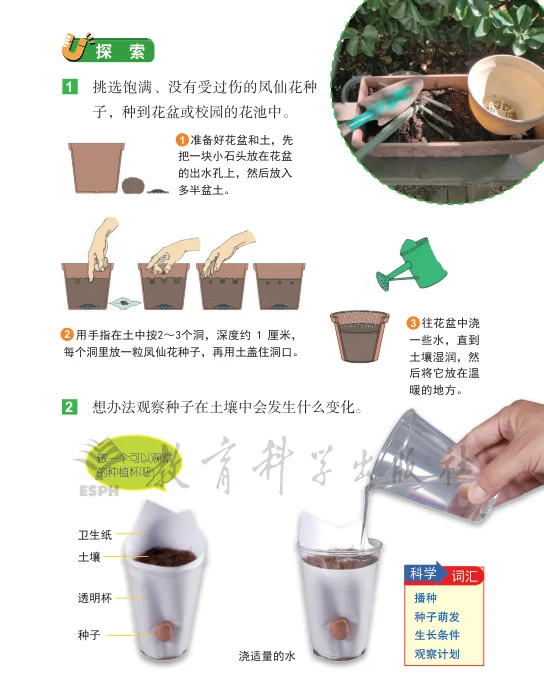 探 索
1 挑选饱满、没有受过伤的凤仙花种
子，种到花盆或校园的花池中。
1 准备好花盆和土，先
把一块小石头放在花盆
的出水孔上，然后放入
多半盆土。
2 用手指在土中按2～3个洞，深度约 1 厘米，
每个洞里放一粒凤仙花种子，再用土盖住洞口。
3 往花盆中浇
一些水，直到
土壤湿润，然
后将它放在温
暖的地方。
2 想办法观察种子在土壤中会发生什么变化。
做一个可以观察
的种植杯吧！
ESPH
教育科学出版社
卫生纸
土壤
透明杯
种子
浇适量的水
科学 词汇
播种
种子萌发
生长条件
观察计划